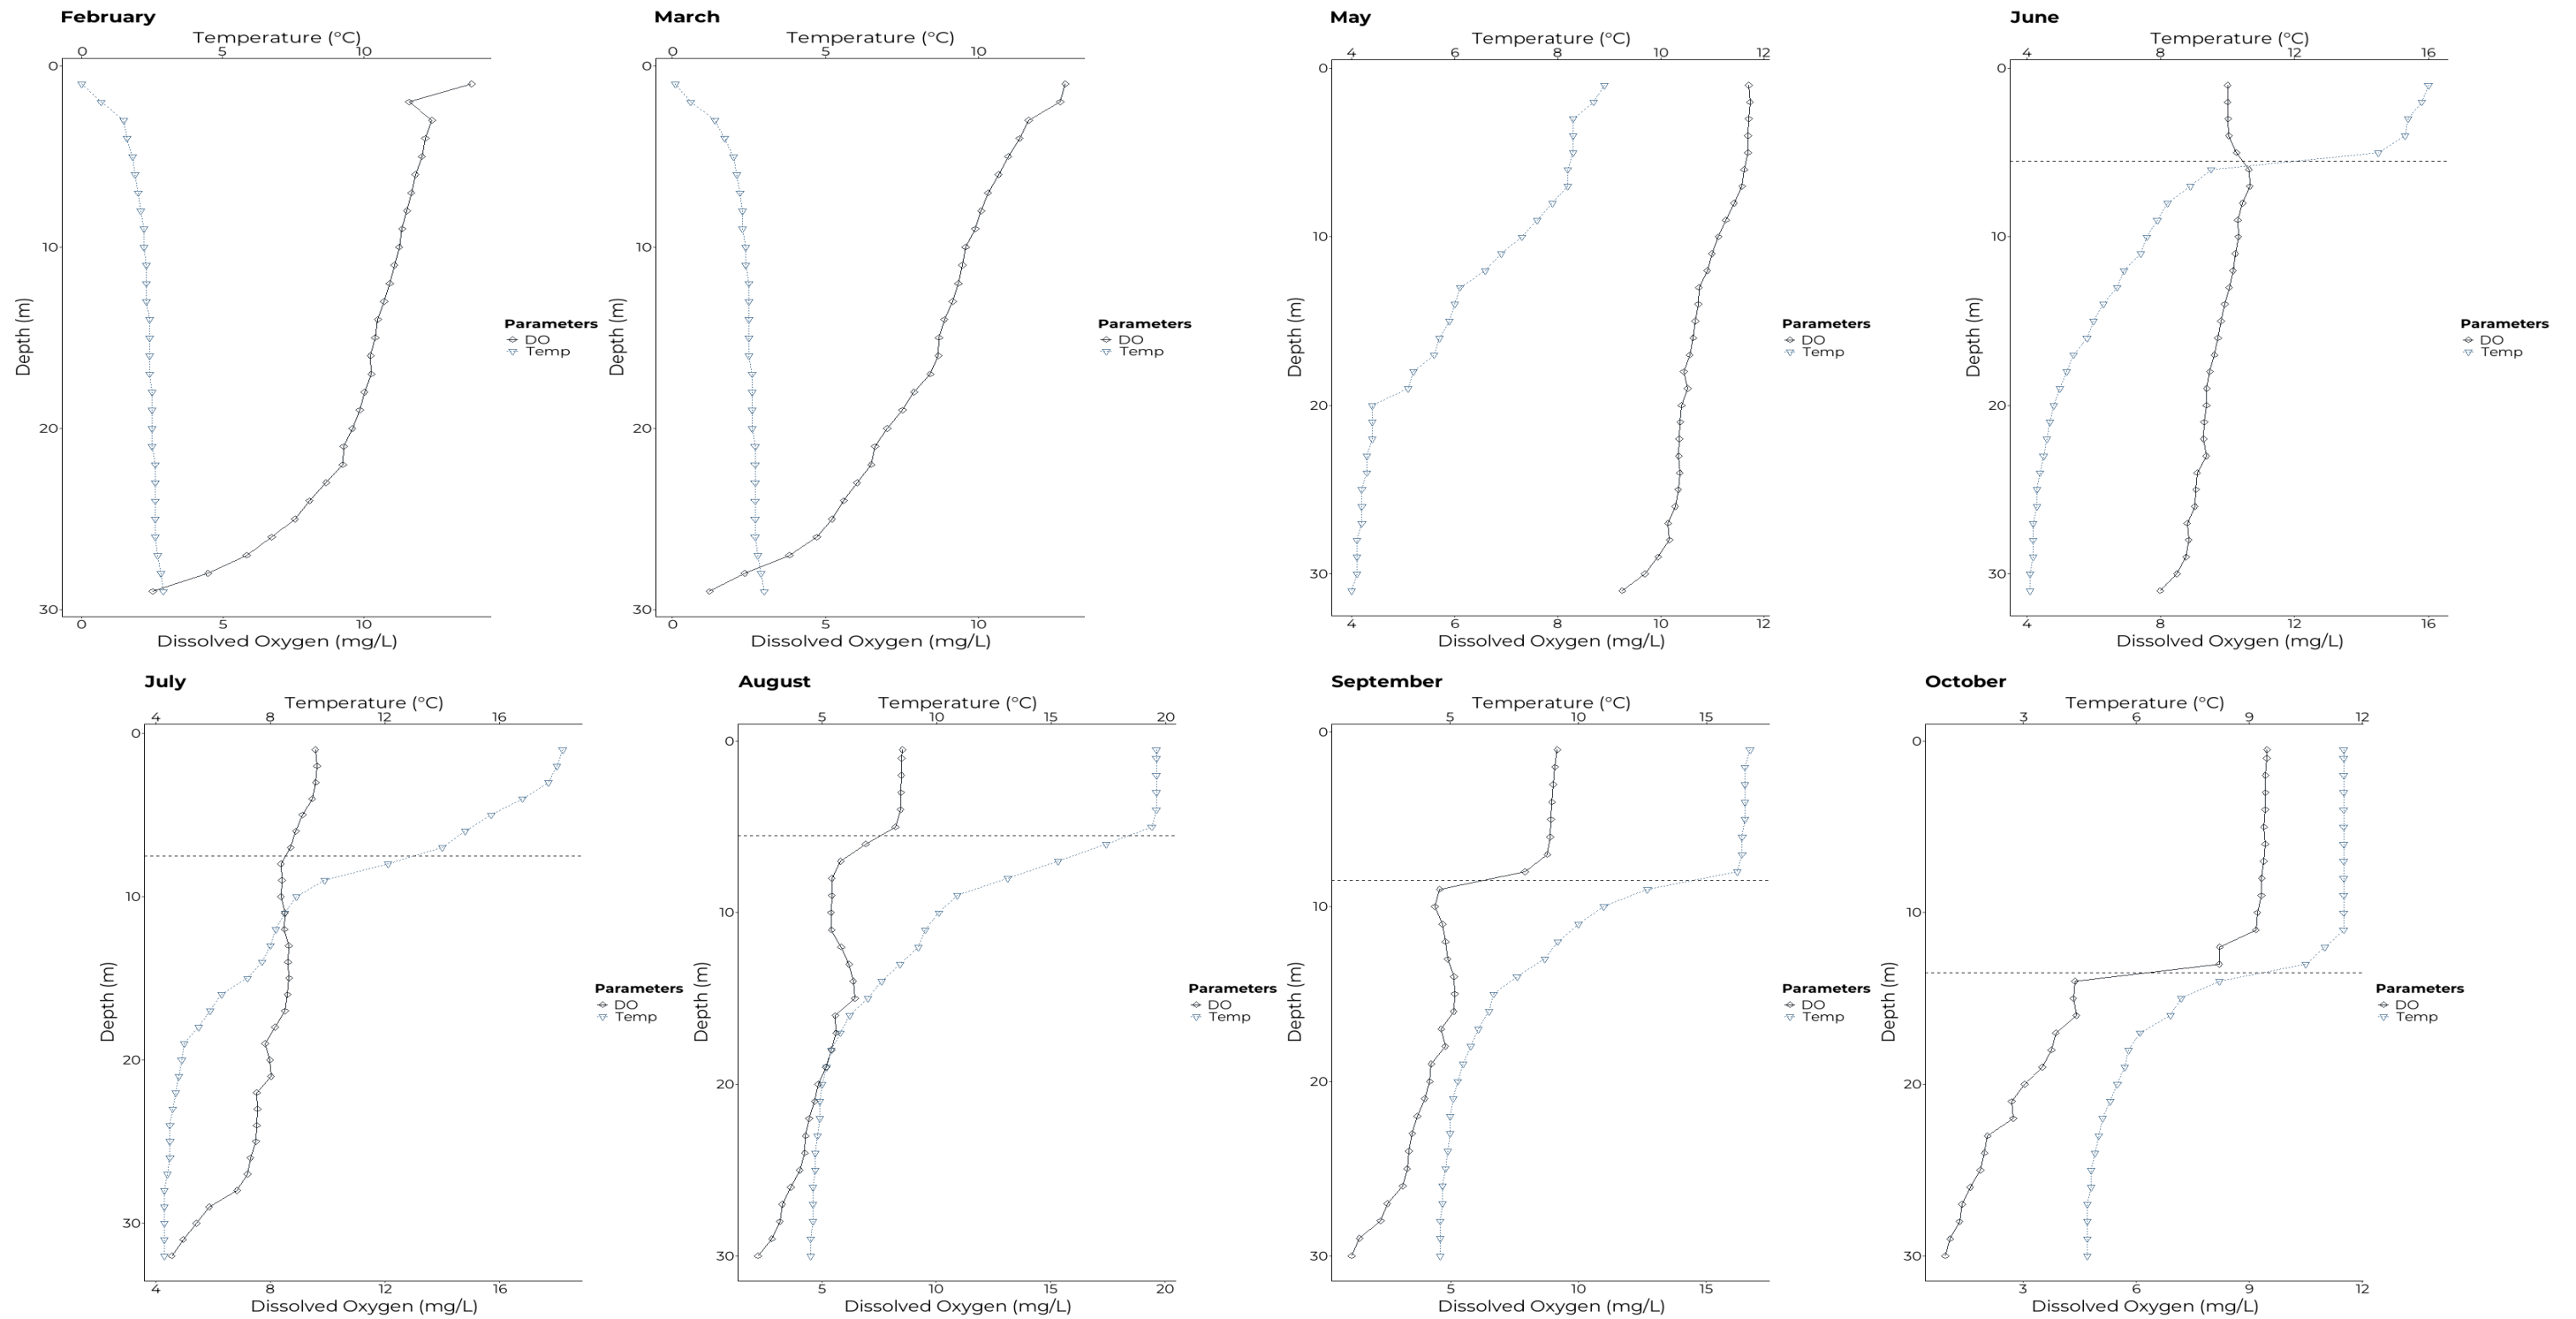 February
Temperature (°C)
0 5 10
0
10
20
30
Depth (m)
Parameters
DO
Temp
0 5 10
Dissolved Oxygen (mg/L)
March
Temperature (°C)
0 5 10
0
10
20
30
Depth (m)
Parameters
DO
Temp
0 5 10
Dissolved Oxygen (mg/L)
May
Temperature (°C)
4 6 8 10 12
0
10
20
30
Depth (m)
Parameters
DO
Temp
4 6 8 10 12
Dissolved Oxygen (mg/L)
June
Temperature (°C)
4 8 12 16
0
10
20
30
Depth (m)
Parameters
DO
Temp
4 8 12 16
Dissolved Oxygen (mg/L)
July
Temperature (°C)
4 8 12 16
0
10
20
30
Depth (m)
Parameters
DO
Temp
4 8 12 16
Dissolved Oxygen (mg/L)
August
Temperature (°C)
5 10 15 20
0
10
20
30
Depth (m)
Parameters
DO
Temp
5 10 15 20
Dissolved Oxygen (mg/L)
September
Temperature (°C)
5 10 15
0
10
20
30
Depth (m)
Parameters
DO
Temp
5 10 15
Dissolved Oxygen (mg/L)
October
Temperature (°C)
3 6 9 12
0
10
20
30
Depth (m)
Parameters
DO
Temp
3 6 9 12
Dissolved Oxygen (mg/L)